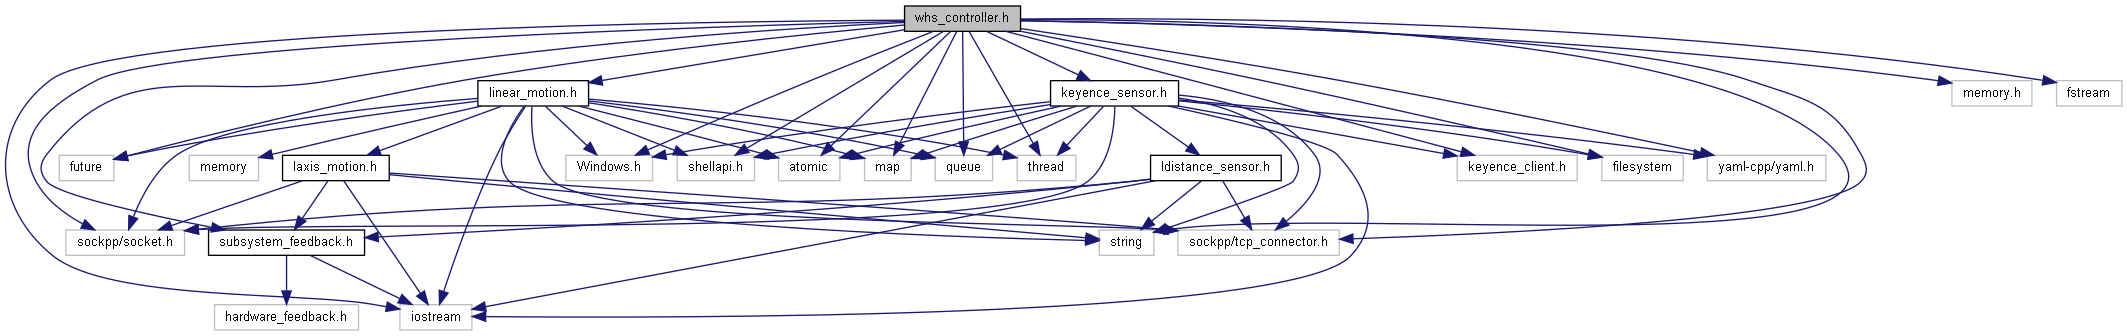 whs_controller.h
linear_motion.h
keyence_sensor.h
memory.h
fstream
future
memory
laxis_motion.h
Windows.h
shellapi.h
atomic
map
queue
thread
ldistance_sensor.h
keyence_client.h
filesystem
yaml-cpp/yaml.h
sockpp/socket.h
subsystem_feedback.h
string
sockpp/tcp_connector.h
hardware_feedback.h
iostream